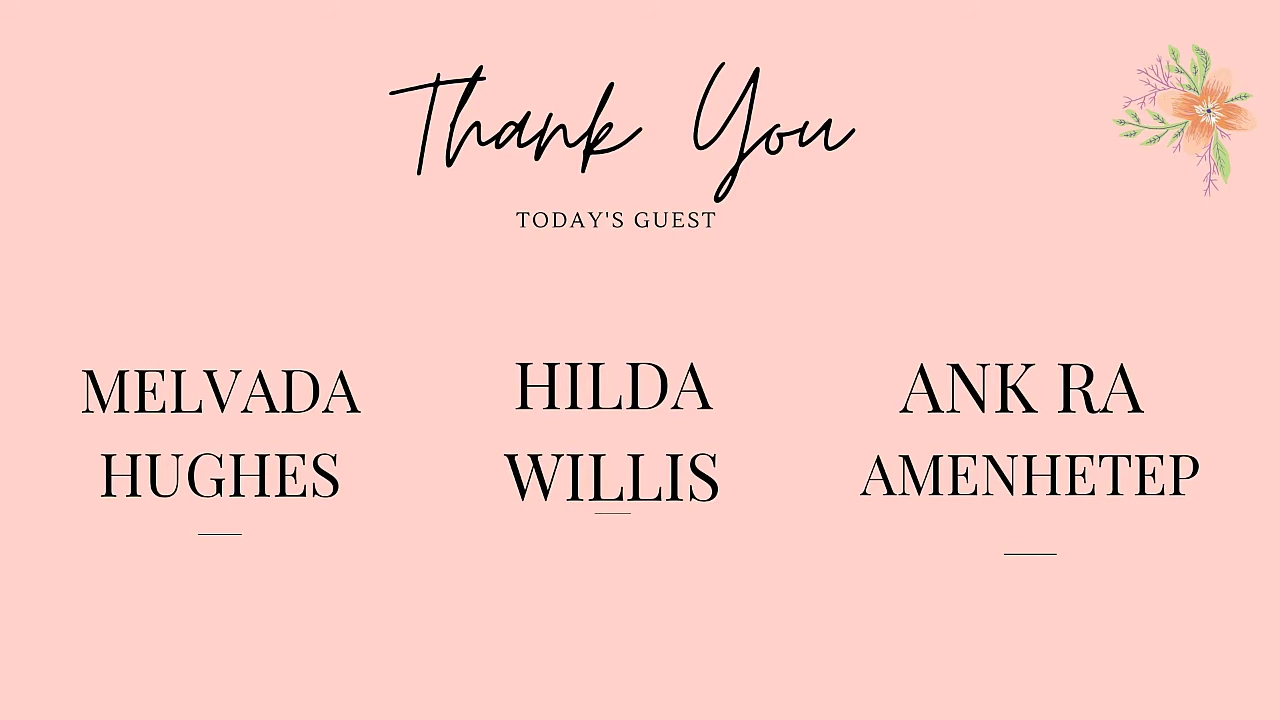 Thank You
TODAY'S GUEST
MELVADA
HUGHES
HILDA
WILLIS
ANK RA
AMENHETEP